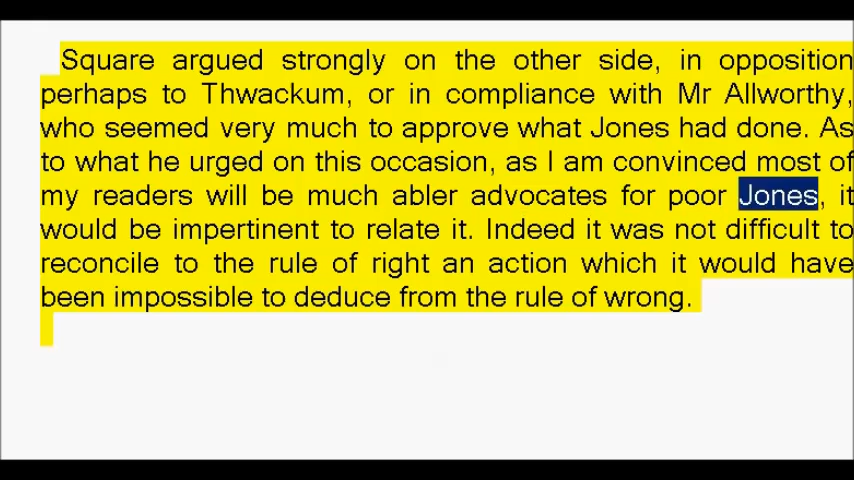 Square argued strongly on the other side, in opposition
perhaps to Thwackum, or in compliance with Mr Allworthy,
who seemed very much to approve what Jones had done. As
to what he urged on this occasion, as I am convinced most of
my readers will be much abler advocates for poor Jones, it
would be impertinent to relate it. Indeed it was not difficult to
reconcile to the rule of right an action which it would have
been impossible to deduce from the rule of wrong.